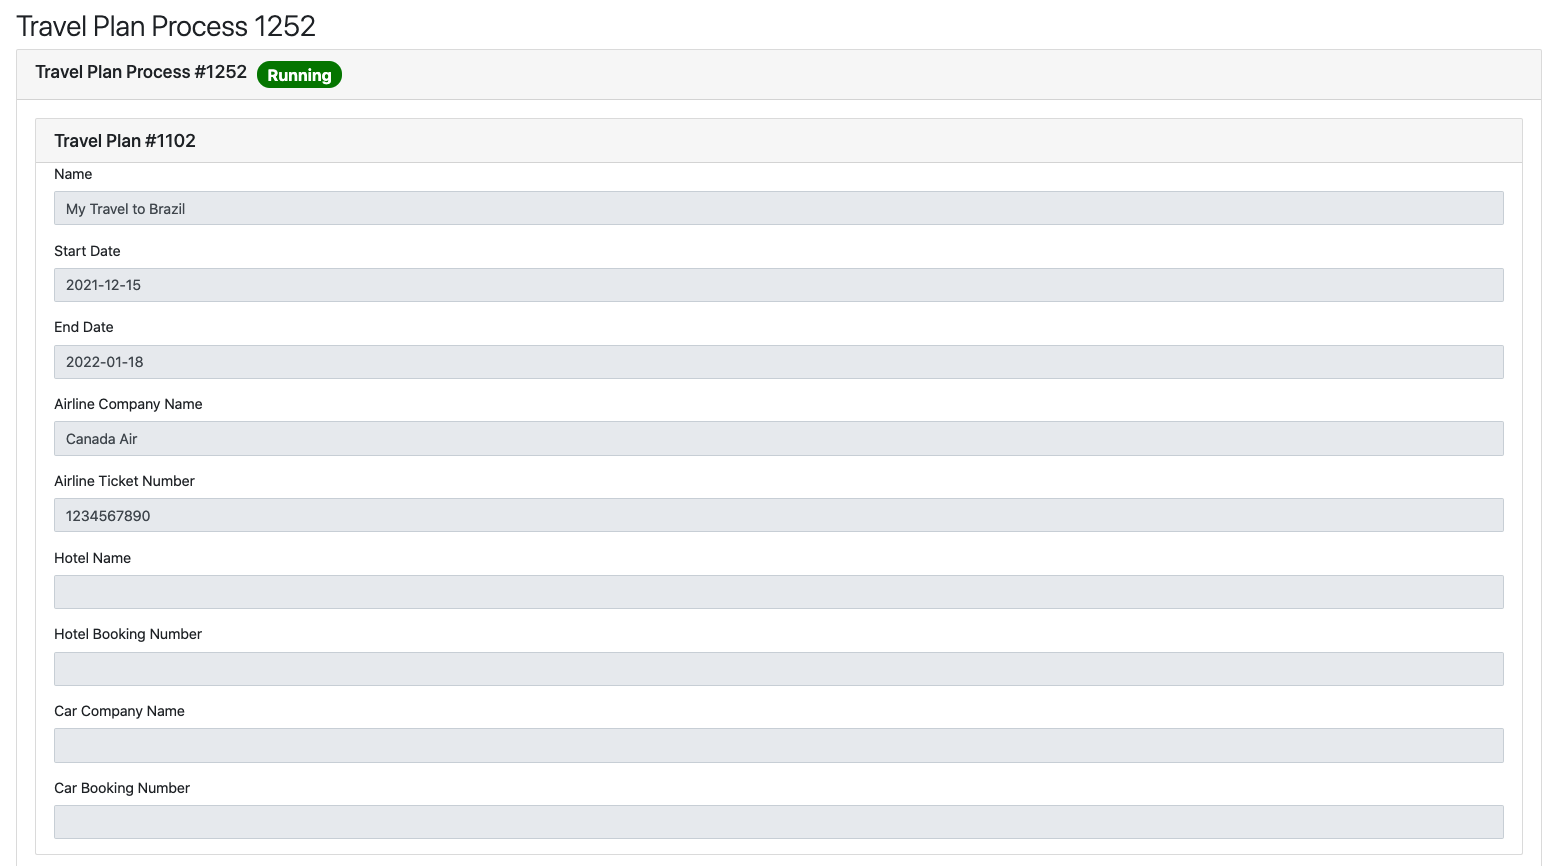 Travel Plan Process 1252
Travel Plan Process #1252 Running
Travel Plan #1102
Name
My Travel to Brazil
Start Date
2021-12-15
End Date
2022-01-18
Airline Company Name
Canada Air
Airline Ticket Number
1234567890
Hotel Name
Hotel Booking Number
Car Company Name
Car Booking Number